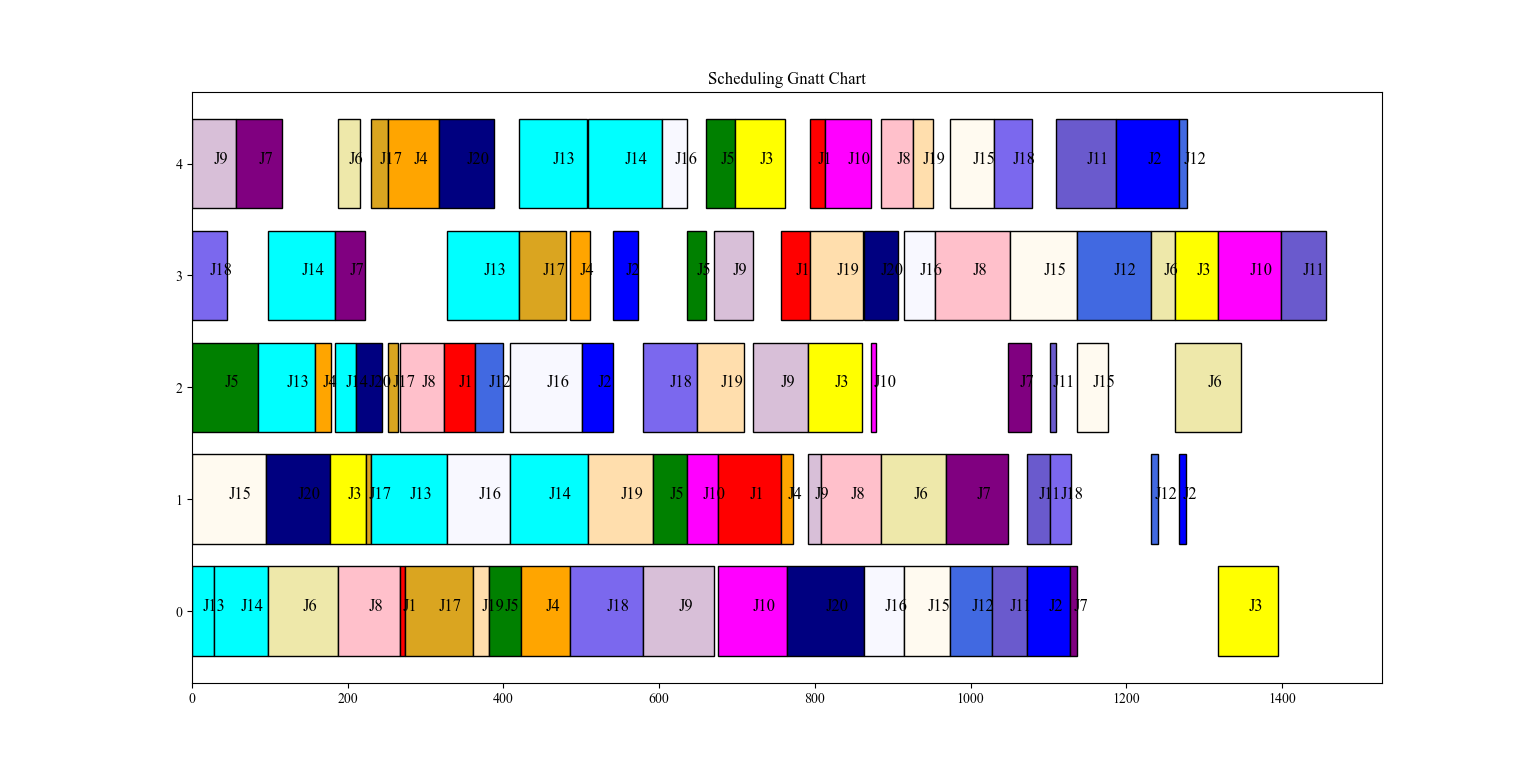 Scheduling Gnatt Chart
4 J9 J7 J6 J17 J4 J20 J13 J14 J16 J5 J3 J1 J10 J8 J19 J15 J18 J11 J2 J12
3 J18 J14 J7 J13 J17 J4 J2 J5 J9 J1 J19 J20 J16 J8 J15 J12 J6 J3 J10 J11
2 J5 J13 J4 J14 J20 J17 J8 J1 J12 J16 J2 J18 J19 J9 J3 J10 J7 J11 J15 J6
1 J15 J20 J3 J17 J13 J16 J14 J19 J5 J10 J1 J4 J9 J8 J6 J7 J11 J18 J12 J2
0 J13 J14 J6 J8 J1 J17 J19 J5 J4 J18 J9 J10 J20 J16 J15 J12 J11 J2 J7 J3
0 200 400 600 800 1000 1200 1400